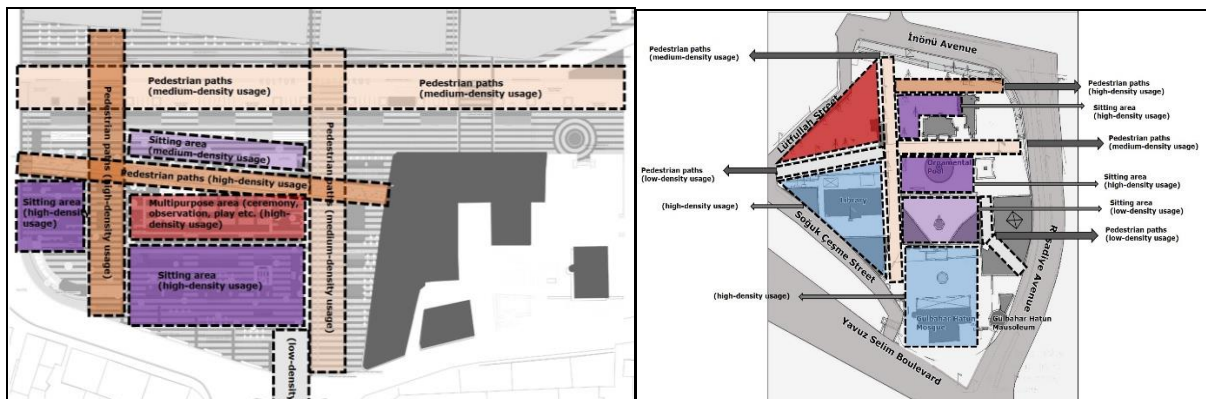 Pedestrian paths
(medium-density usage)
Pedestrian paths
(medium-density usage)
Pedestrian paths (high-density usage)
Pedestrian paths (medium-density usage)
Sitting area
(medium-density usage)
Pedestrian paths (high-density usage
Sitting area
(high-density
usage)
Multipurpose area (ceremony,
observation, play etc. (high-
density usage)
Sitting area
(high-density usage)
(low-density
Pedestrian paths
(medium-density usage)
Pedestrian paths
(low-density usage)
(high-density usage)
(high-density usage)
İnönü Avenue
Lütfullah Street
Soğuk Çeşme Street
Yavuz Selim Boulevard
Reşadiye Avenue
Library
Ornamental
Pool
Gülbahar Hatun
Mosque
Gülbahar Hatun
Mausoleum
Pedestrian paths
(high-density usage)
Sitting area
(high-density usage)
Pedestrian paths
(medium-density usage)
Sitting area
(high-density usage)
Sitting area
(low-density usage)
Pedestrian paths
(low-density usage)